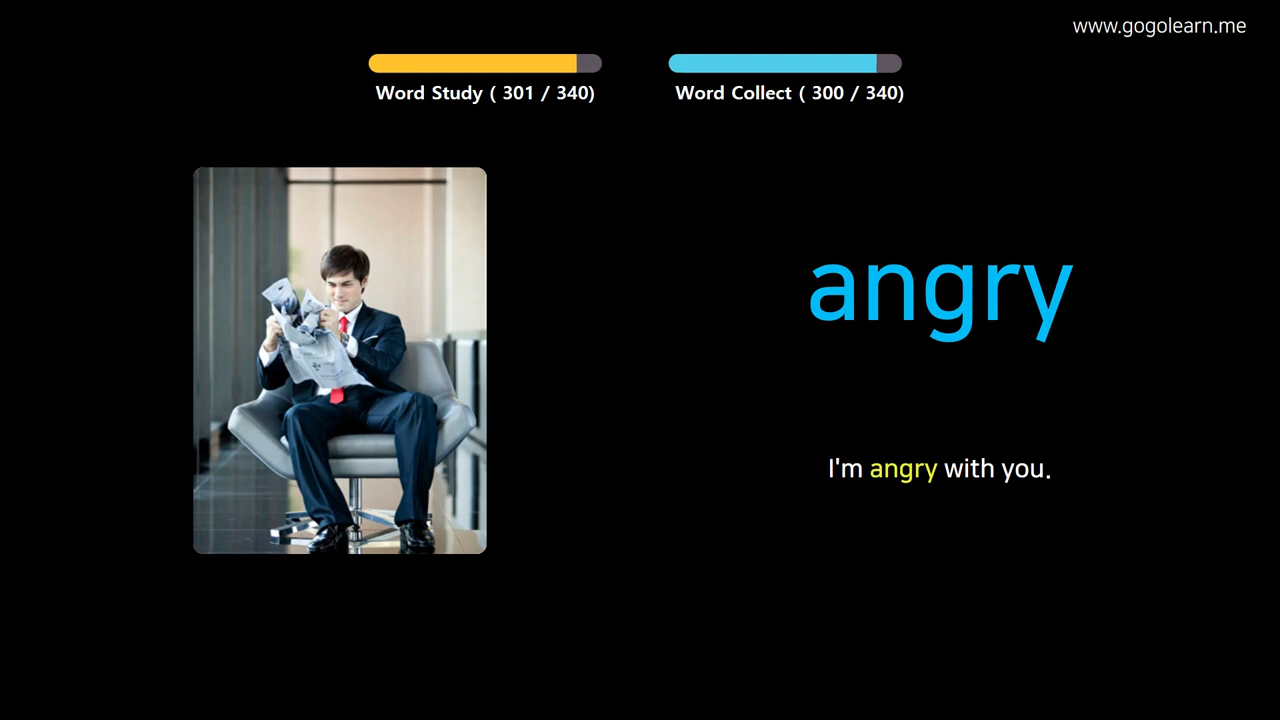 www.gogolearn.me
Word Study ( 301 / 340)
Word Collect ( 300 / 340)
angry
I'm angry with you.